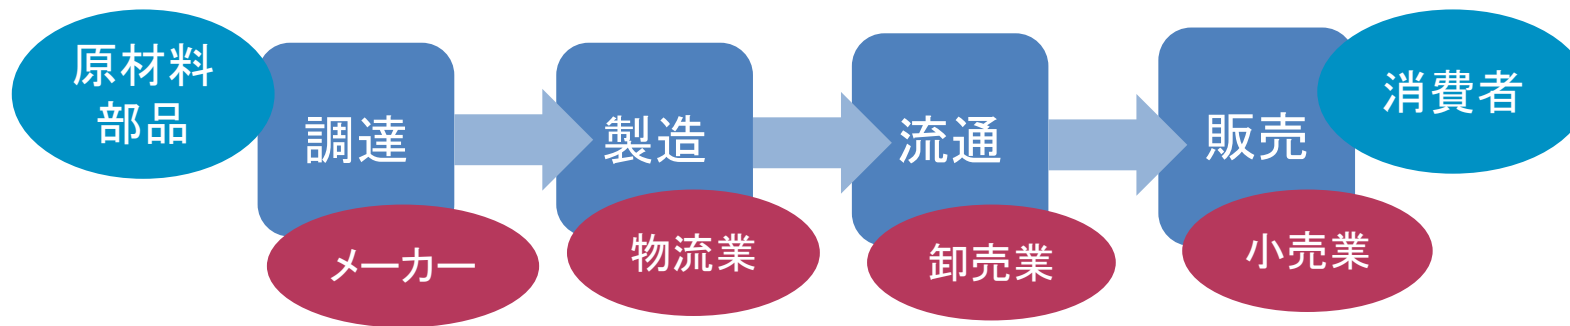 原材料
部品
調達
製造
流通
販売
消費者
メーカー
物流業
卸売業
小売業